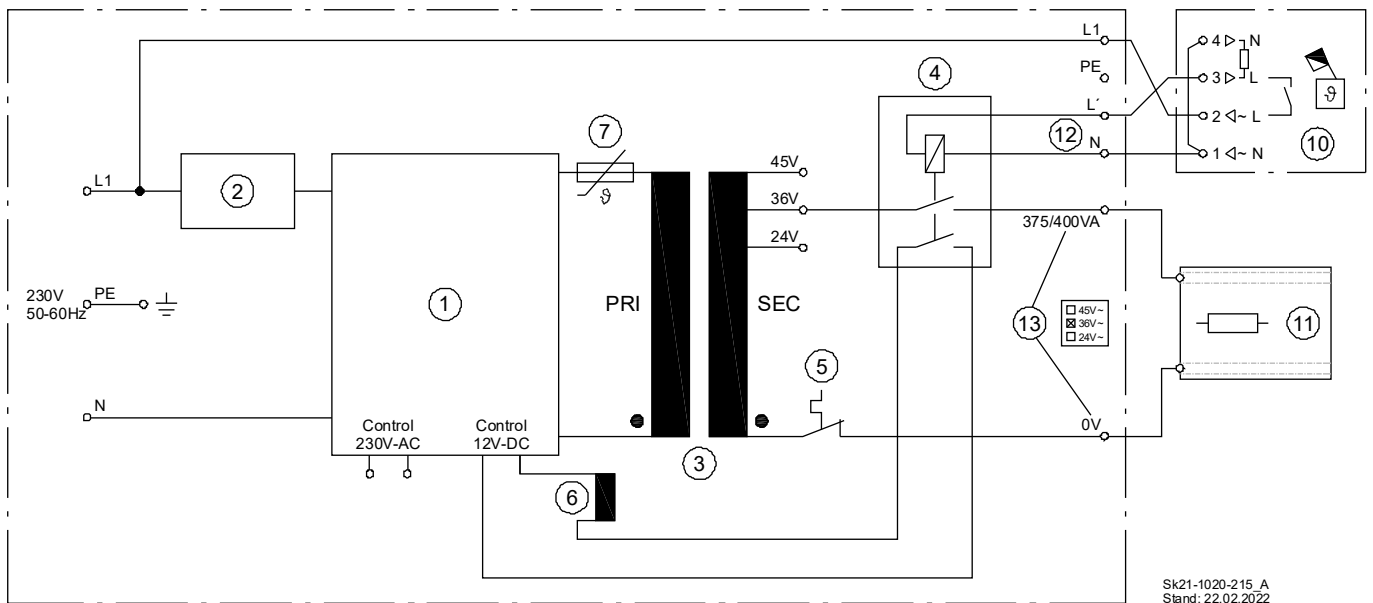 L1
4 ▷ N
PE
3 ▷ L
4
L´
2 ◁~ L
ϑ
7
12
N
1 ◁~ N
10
45V
L1
2
ϑ
36V
375/400VA
24V
230V
50-60Hz
PE
1
PRI
SEC
13
☐ 45V~
☒ 36V~
☐ 24V~
11
5
N
Control
230V-AC
Control
12V-DC
0V
3
6
Sk21-1020-215_A
Stand: 22.02.2022